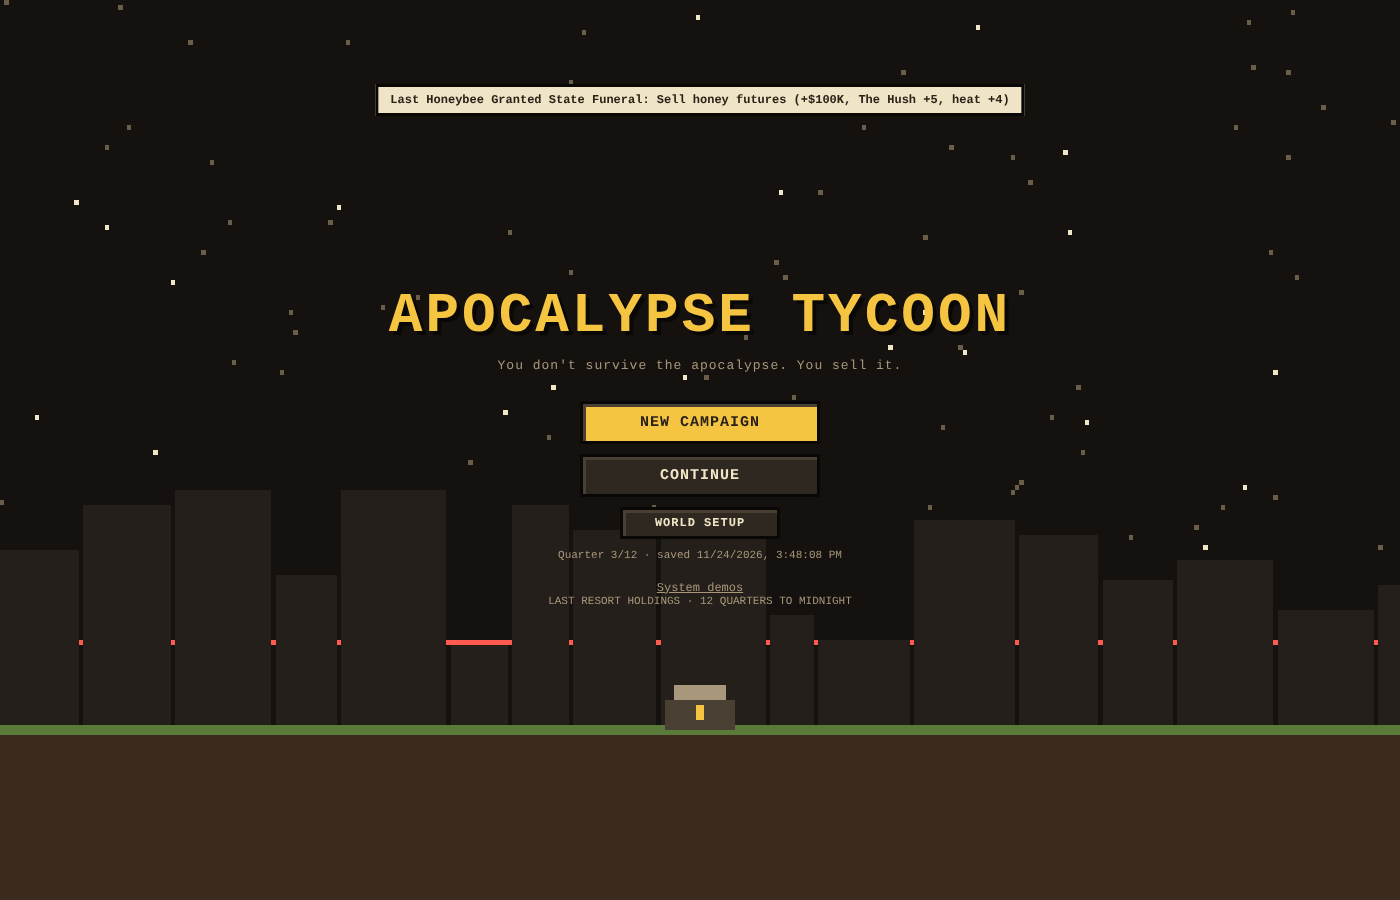 Last Honeybee Granted State Funeral: Sell honey futures (+$100K, The Hush +5, heat +4)
APOCALYPSE TYCOON
You don't survive the apocalypse. You sell it.
NEW CAMPAIGN
CONTINUE
WORLD SETUP
Quarter 3/12 · saved 11/24/2026, 3:48:08 PM
System demos
LAST RESORT HOLDINGS · 12 QUARTERS TO MIDNIGHT